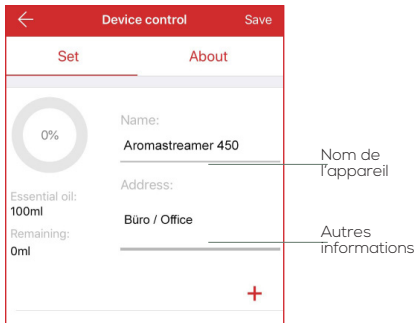 Device control
Save
Set
About
0%
Name:
Aromastreamer 450
Nom de
l'appareil
Essential oil:
100ml
Remaining:
0ml
Address:
Büro / Office
Autres
informations
+